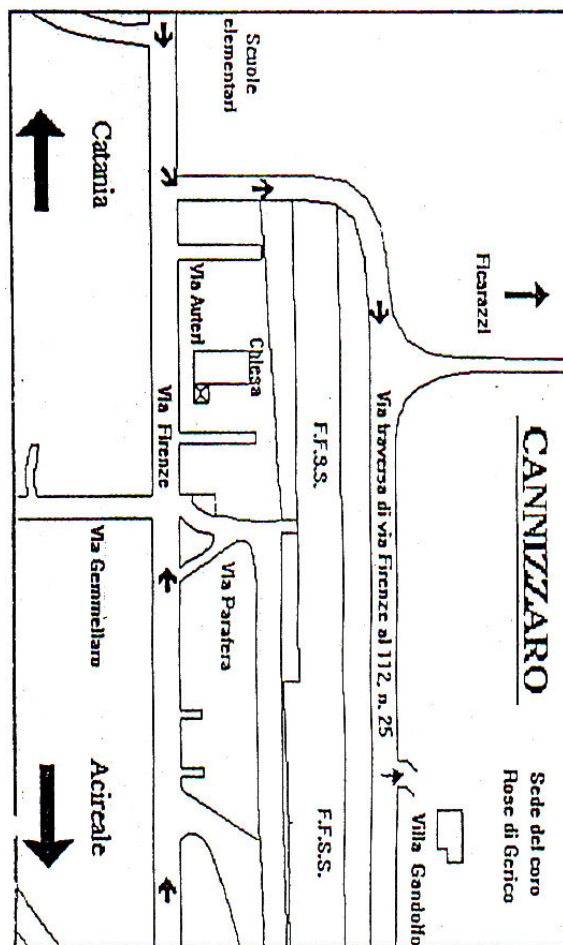 CANNIZZARO
Sede del coro
Rose di Gerico
Ficarazzi
Villa Gandolfo
Via traversa di via Firenze al 112, n. 25
F.F.S.S.
F.F.S.S.
Scuole
elementari
Chiesa
Via Auteri
Via Parafera
Via Firenze
Catania
Via Gemmellaro
Acireale